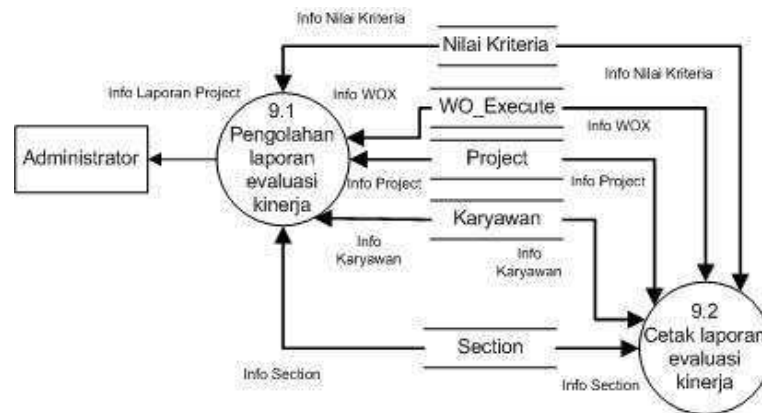 Info Nilai Kriteria
Nilai Kriteria
Info Nilai Kriteria
Info Laporan Project
Info WOX
WO_Execute
Info WOX
Administrator
9.1
Pengolahan
laporan
evaluasi
kinerja
Project
Info Project
Info Project
Karyawan
Info
Karyawan
Info
Karyawan
Section
Info Section
Info Section
9.2
Cetak laporan
evaluasi
kinerja